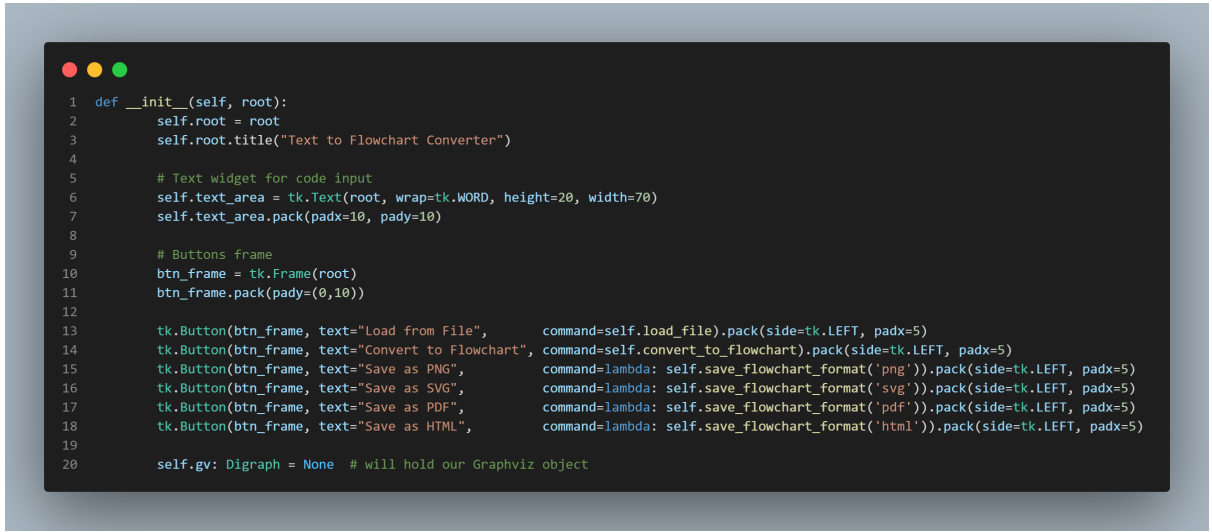 1 def __init__(self, root):
2         self.root = root
3         self.root.title("Text to Flowchart Converter")
4
5         # Text widget for code input
6         self.text_area = tk.Text(root, wrap=tk.WORD, height=20, width=70)
7         self.text_area.pack(padx=10, pady=10)
8
9         # Buttons frame
10         btn_frame = tk.Frame(root)
11         btn_frame.pack(pady=(0,10))
12
13         tk.Button(btn_frame, text="Load from File",       command=self.load_file).pack(side=tk.LEFT, padx=5)
14         tk.Button(btn_frame, text="Convert to Flowchart", command=self.convert_to_flowchart).pack(side=tk.LEFT, padx=5)
15         tk.Button(btn_frame, text="Save as PNG",          command=lambda: self.save_flowchart_format('png')).pack(side=tk.LEFT, padx=5)
16         tk.Button(btn_frame, text="Save as SVG",          command=lambda: self.save_flowchart_format('svg')).pack(side=tk.LEFT, padx=5)
17         tk.Button(btn_frame, text="Save as PDF",          command=lambda: self.save_flowchart_format('pdf')).pack(side=tk.LEFT, padx=5)
18         tk.Button(btn_frame, text="Save as HTML",         command=lambda: self.save_flowchart_format('html')).pack(side=tk.LEFT, padx=5)
19
20         self.gv: Digraph = None  # will hold our Graphviz object